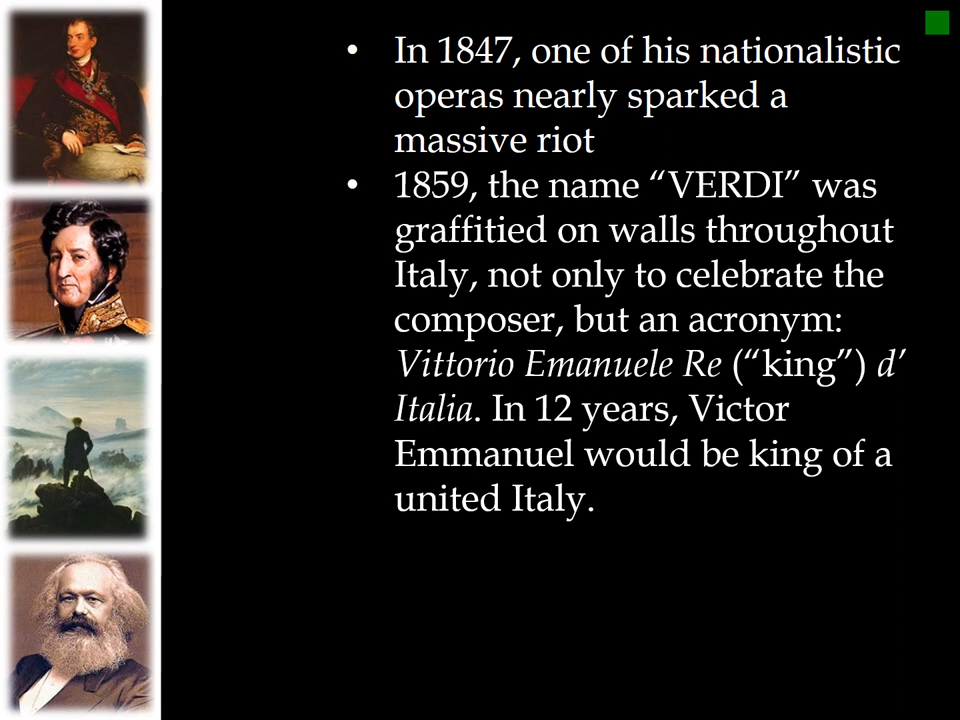 • In 1847, one of his nationalistic
operas nearly sparked a
massive riot
• 1859, the name “VERDI” was
graffitied on walls throughout
Italy, not only to celebrate the
composer, but an acronym:
Vittorio Emanuele Re (“king”) d’
Italia. In 12 years, Victor
Emmanuel would be king of a
united Italy.